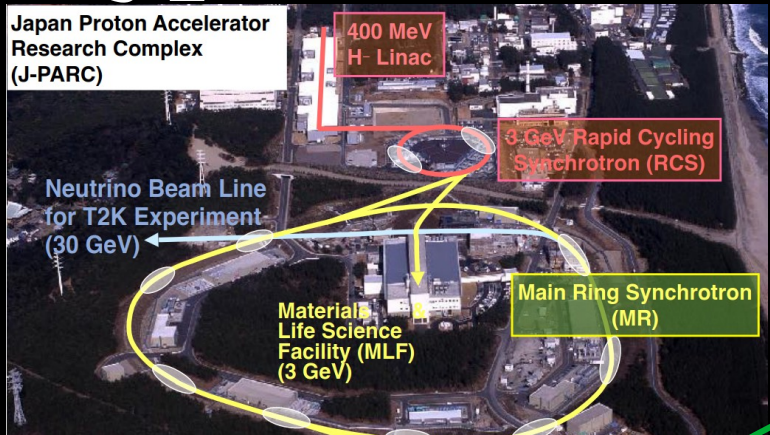 Japan Proton Accelerator
Research Complex
(J-PARC)
400 MeV
H- Linac
3 GeV Rapid Cycling
Synchrotron (RCS)
Neutrino Beam Line
for T2K Experiment
(30 GeV)
Main Ring Synchrotron
(MR)
Materials &
Life Science
Facility (MLF)
(3 GeV)